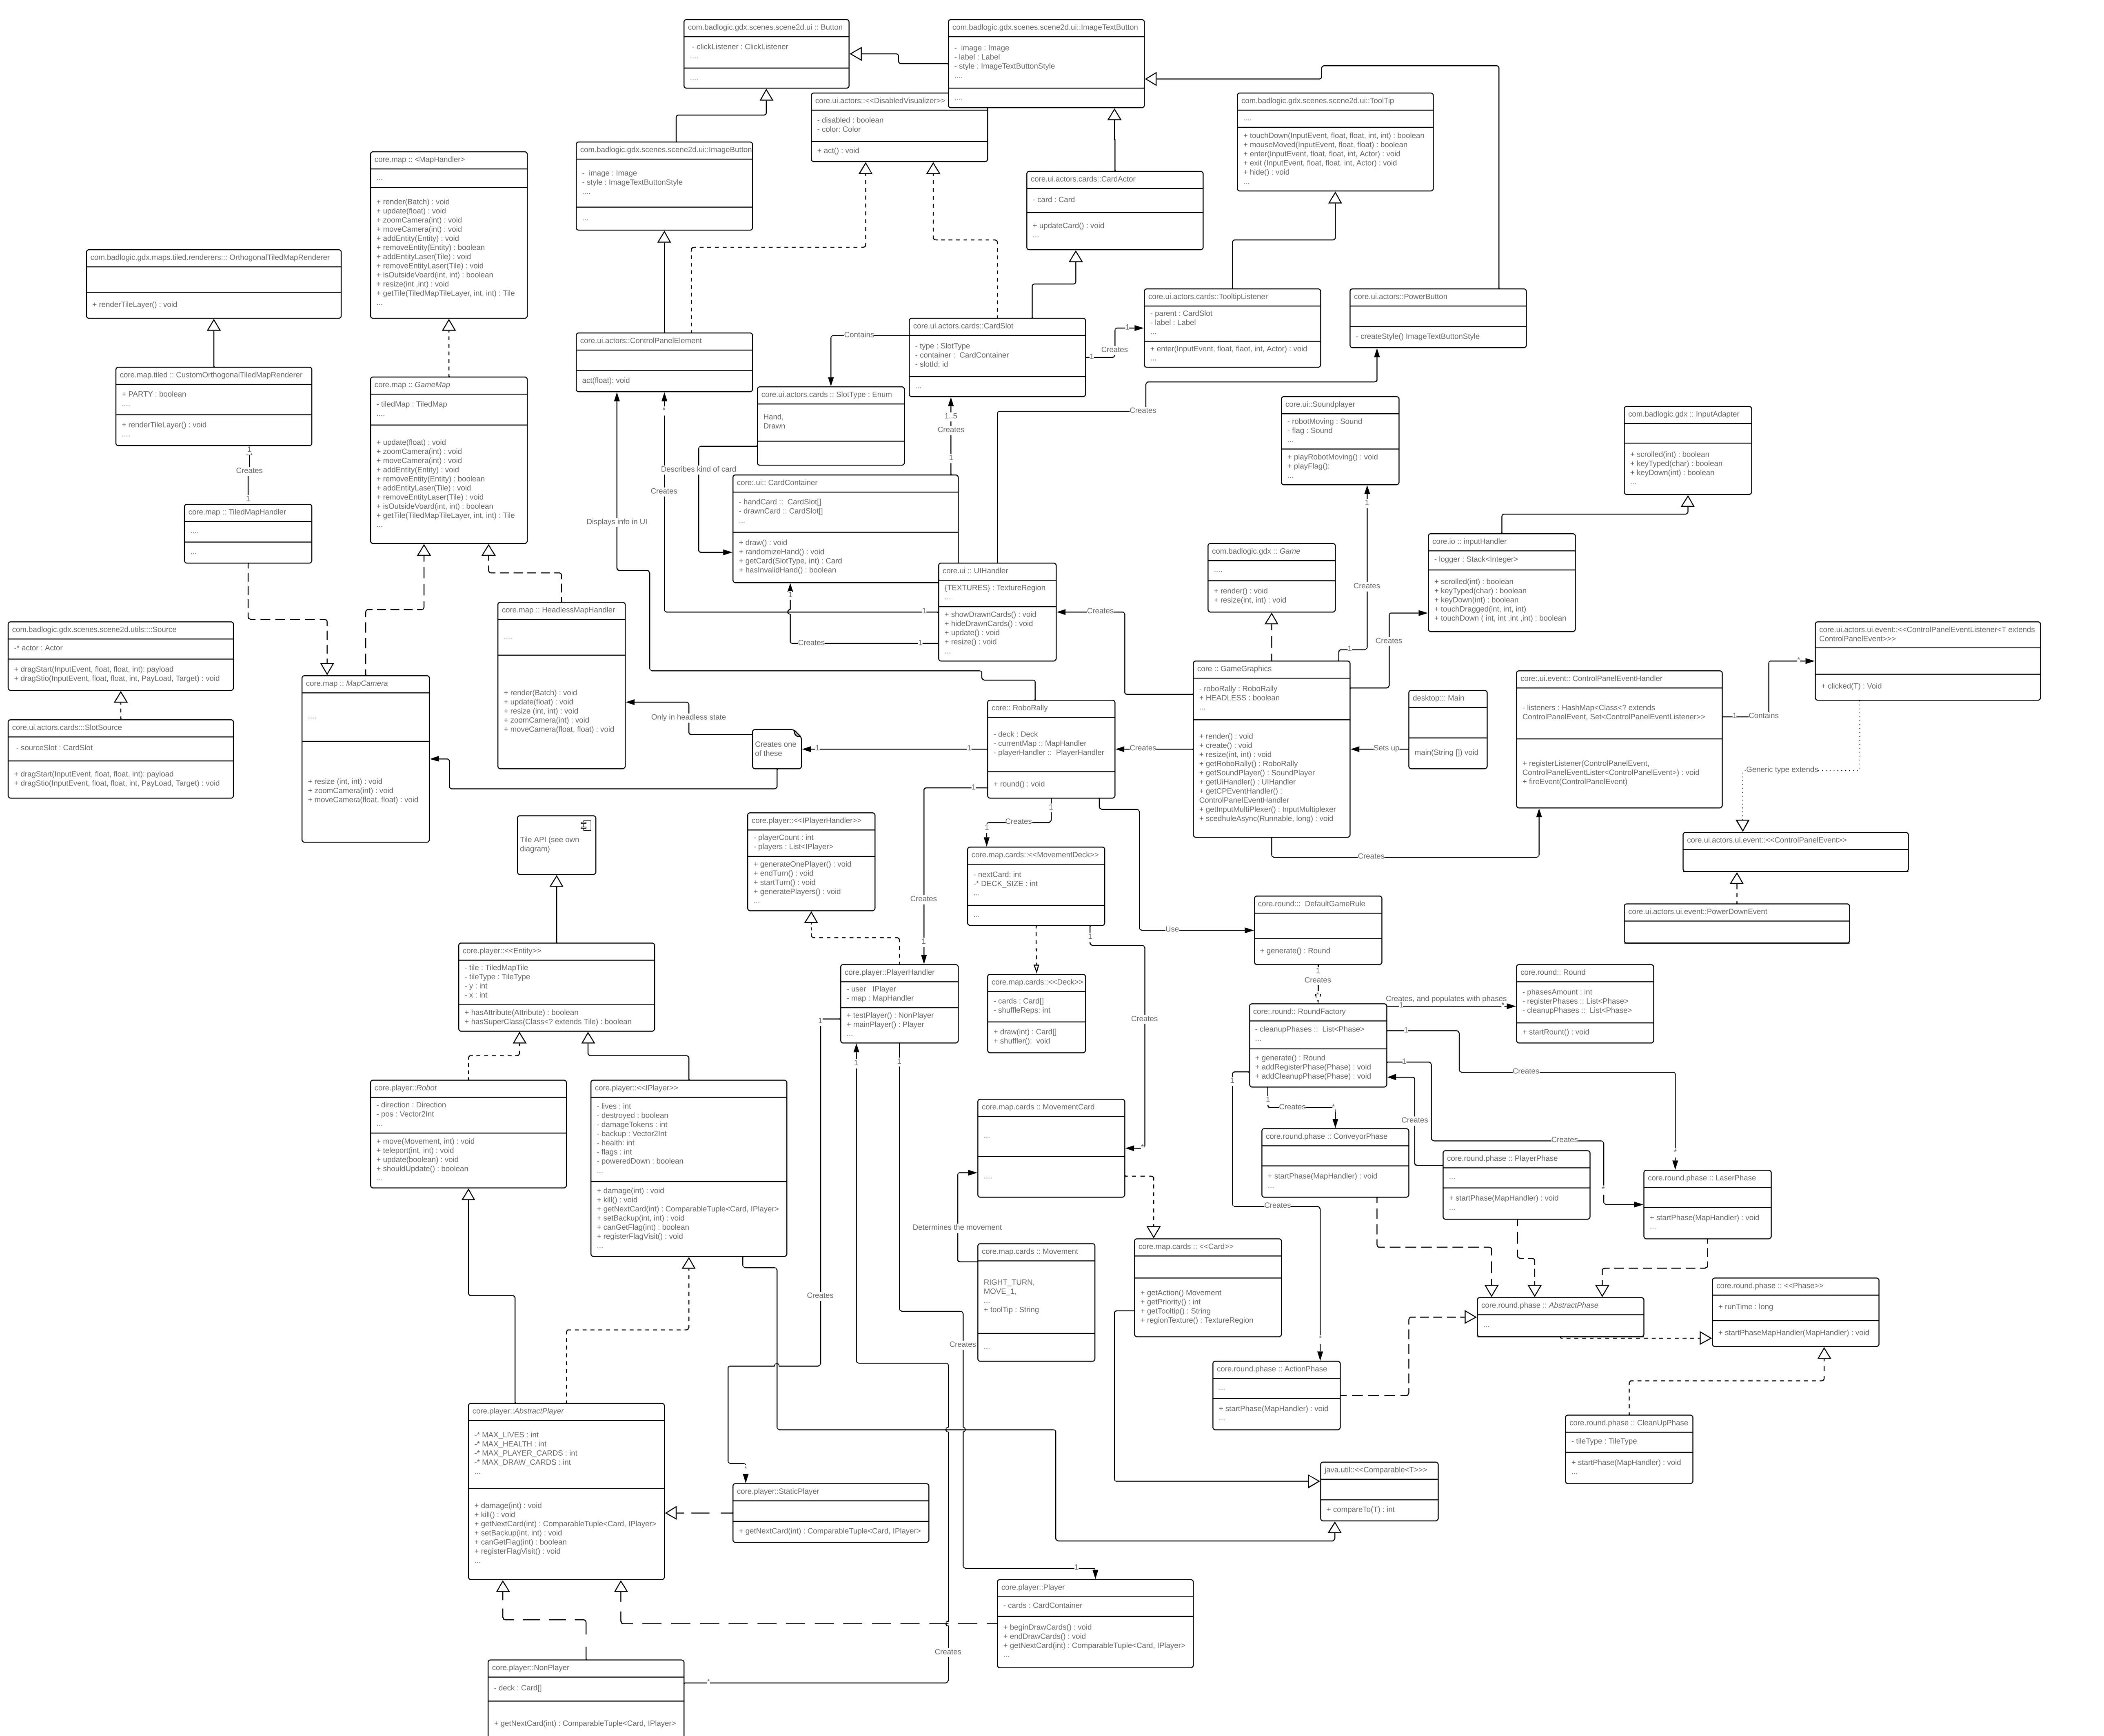 com.badlogic.gdx.scenes.scene2d.ui :: Button
- clickListener : ClickListener
....
....
com.badlogic.gdx.scenes.scene2d.ui::ImageTextButton
- image : Image
- label : Label
- style : ImageTextButtonStyle
....
....
core.ui.actors::<<DisabledVisualizer>>
- disabled : boolean
- color: Color
+ act() : void
com.badlogic.gdx.scenes.scene2d.ui::ToolTip
....
+ touchDown(InputEvent, float, float, int, int) : boolean
+ mouseMoved(InputEvent, float, float) : boolean
+ enter(InputEvent, float, float, int, Actor) : void
+ exit (InputEvent, float, float, int, Actor) : void
+ hide() : void
...
com.badlogic.gdx.scenes.scene2d.ui::ImageButton
- image : Image
- style : ImageTextButtonStyle
....
...
core.map :: <MapHandler>
...
+ render(Batch) : void
+ update(float) : void
+ zoomCamera(int) : void
+ moveCamera(int) : void
+ addEntity(Entity) : void
+ removeEntity(Entity) : boolean
+ addEntityLaser(Tile) : void
+ removeEntityLaser(Tile) : void
+ isOutsideVoard(int, int) : boolean
+ resize(int ,int) : void
+ getTile(TiledMapTileLayer, int, int) : Tile
...
core.ui.actors.cards::CardActor
- card : Card
+ updateCard() : void
...
com.badlogic.gdx.maps.tiled.renderers::: OrthogonalTiledMapRenderer
+ renderTileLayer() : void
core.ui.actors.cards::TooltipListener
- parent : CardSlot
- label : Label
...
+ enter(InputEvent, float, flaot, int, Actor) : void
...
core.ui.actors::PowerButton
- createStyle() ImageTextButtonStyle
core.ui.actors.cards::CardSlot
- type : SlotType
- container : CardContainer
- slotId: id
...
Contains
1
Creates
1
core.ui.actors::ControlPanelElement
act(float): void
core.map.tiled :: CustomOrthogonalTiledMapRenderer
+ PARTY : boolean
....
+ renderTileLayer() : void
....
core.map :: GameMap
- tiledMap : TiledMap
....
+ update(float) : void
+ zoomCamera(int) : void
+ moveCamera(int) : void
+ addEntity(Entity) : void
+ removeEntity(Entity) : boolean
+ addEntityLaser(Tile) : void
+ removeEntityLaser(Tile) : void
+ isOutsideVoard(int, int) : boolean
+ getTile(TiledMapTileLayer, int, int) : Tile
...
core.ui.actors.cards :: SlotType : Enum
Hand,
Drawn
*
Creates
1..5
Creates
1
Creates
core.ui::Soundplayer
- robotMoving : Sound
- flag : Sound
...
+ playRobotMoving() : void
+ playFlag():
...
com.badlogic.gdx :: InputAdapter
+ scrolled(int) : boolean
+ keyTyped(char) : boolean
+ keyDown(int) : boolean
...
1
Creates
1
Describes kind of card
core:.ui:: CardContainer
- handCard :: CardSlot[]
- drawnCard :: CardSlot[]
...
+ draw() : void
+ randomizeHand() : void
+ getCard(SlotType, int) : Card
+ hasInvalidHand() : boolean
core.map :: TiledMapHandler
....
...
Displays info in UI
core.io :: inputHandler
- logger : Stack<Integer>
+ scrolled(int) : boolean
+ keyTyped(char) : boolean
+ keyDown(int) : boolean
+ touchDragged(int, int, int)
+ touchDown ( int, int ,int ,int) : boolean
com.badlogic.gdx :: Game
....
+ render() : void
+ resize(int, int) : void
core.ui :: UIHandler
{TEXTURES} : TextureRegion
...
+ showDrawnCards() : void
+ hideDrawnCards() : void
+ update() : void
+ resize() : void
...
1
Creates
1
1
1
Creates
1
Creates
Creates
core.map :: HeadlessMapHandler
....
+ render(Batch) : void
+ update(float) : void
+ resize (int, int) : void
+ zoomCamera(int) : void
+ moveCamera(float, float) : void
com.badlogic.gdx.scenes.scene2d.utils::::Source
-* actor : Actor
+ dragStart(InputEvent, float, float, int): payload
+ dragStio(InputEvent, float, float, int, PayLoad, Target) : void
core.ui.actors.cards:::SlotSource
- sourceSlot : CardSlot
+ dragStart(InputEvent, float, float, int): payload
+ dragStio(InputEvent, float, float, int, PayLoad, Target) : void
core.map :: MapCamera
....
+ resize (int, int) : void
+ zoomCamera(int) : void
+ moveCamera(float, float) : void
core :: GameGraphics
- roboRally : RoboRally
+ HEADLESS : boolean
...
+ render() : void
+ create() : void
+ resize(int, int) : void
+ getRoboRally() : RoboRally
+ getSoundPlayer() : SoundPlayer
+ getUiHandler() : UIHandler
+ getCPEventHandler() :
ControlPanelEventHandler
+ getInputMultiPlexer() : InputMultiplexer
+ scedhuleAsync(Runnable, long) : void
core.ui.actors.ui.event::<<ControlPanelEventListener<T extends
ControlPanelEvent>>>
+ clicked(T) : Void
core:.ui.event:: ControlPanelEventHandler
- listeners : HashMap<Class<? extends
ControlPanelEvent, Set<ControlPanelEventListener>>
+ registerListener(ControlPanelEvent,
ControlPanelEventLister<ControlPanelEvent>) : void
+ fireEvent(ControlPanelEvent)
1
Contains
*
desktop::: Main
main(String []) void
Sets up
core:: RoboRally
- deck : Deck
- currentMap :: MapHandler
- playerHandler :: PlayerHandler
+ round() : void
Creates
Only in headless state
Creates one
of these
1
1
Generic type extends
core.ui.actors.ui.event::<<ControlPanelEvent>>
core.ui.actors.ui.event::PowerDownEvent
Creates
1
1
Creates
1
Tile API (see own
diagram)
core.player:<<IPlayerHandler>>
- playerCount : int
- players : List<IPlayer>
+ generateOnePlayer() : void
+ endTurn() : void
+ startTurn() : void
+ generatePlayers() : void
...
core.map.cards::<<MovementDeck>>
- nextCard: int
-* DECK_SIZE : int
...
...
Creates
1
Use
1
core.round::: DefaultGameRule
+ generate() : Round
core.player::<<Entity>>
- tile : TiledMapTile
- tileType : TileType
- y : int
- x : int
+ hasAttribute(Attribute) : boolean
+ hasSuperClass(Class<? extends Tile) : boolean
core.player::PlayerHandler
- user IPlayer
- map : MapHandler
+ testPlayer() : NonPlayer
+ mainPlayer() : Player
...
core.map.cards::<<Deck>>
- cards : Card[]
- shuffleReps: int
+ draw(int) : Card[]
+ shuffler(): void
1
Creates
*
Creates, and populates with phases
1
*
core:.round:: RoundFactory
- cleanupPhases :: List<Phase>
...
+ generate() : Round
+ addRegisterPhase(Phase) : void
+ addCleanupPhase(Phase) : void
core.round:: Round
- phasesAmount : int
- registerPhases :: List<Phase>
- cleanupPhases :: List<Phase>
+ startRount() : void
Creates
1
1
1
1
1
Creates
1
1
Creates
*
Creates
Creates
*
core.player::Robot
- direction : Direction
- pos : Vector2Int
...
+ move(Movement, int) : void
+ teleport(int, int) : void
+ update(boolean) : void
+ shouldUpdate() : boolean
...
core.player::<<IPlayer>>
- lives : int
- destroyed : boolean
- damageTokens : int
- backup : Vector2Int
- health: int
- flags : int
- poweredDown : boolean
...
+ damage(int) : void
+ kill() : void
+ getNextCard(int) : ComparableTuple<Card, IPlayer>
+ setBackup(int, int) : void
+ canGetFlag(int) : boolean
+ registerFlagVisit() : void
...
core.map.cards :: MovementCard
...
....
*
core.round.phase :: ConveyorPhase
+ startPhase(MapHandler) : void
...
core.round.phase :: PlayerPhase
...
+ startPhase(MapHandler) : void
...
core.round.phase :: LaserPhase
+ startPhase(MapHandler) : void
...
*
Creates
Determines the movement
core.map.cards :: Movement
RIGHT_TURN,
MOVE_1,
...
+ toolTip : String
...
core.map.cards :: <<Card>>
+ getAction() Movement
+ getPriority() : int
+ getTooltip() : String
+ regionTexture() : TextureRegion
core.round.phase :: AbstractPhase
...
core.round.phase :: <<Phase>>
+ runTime : long
+ startPhaseMapHandler(MapHandler) : void
Creates
Creates
*
core.round.phase :: ActionPhase
...
+ startPhase(MapHandler) : void
...
core.round.phase :: CleanUpPhase
- tileType : TileType
+ startPhase(MapHandler) : void
...
core.player::AbstractPlayer
-* MAX_LIVES : int
-* MAX_HEALTH : int
-* MAX_PLAYER_CARDS : int
-* MAX_DRAW_CARDS : int
...
+ damage(int) : void
+ kill() : void
+ getNextCard(int) : ComparableTuple<Card, IPlayer>
+ setBackup(int, int) : void
+ canGetFlag(int) : boolean
+ registerFlagVisit() : void
...
*
core.player::StaticPlayer
+ getNextCard(int) : ComparableTuple<Card, IPlayer>
java.util::<<Comparable<T>>>
+ compareTo(T) : int
1
core.player::Player
- cards : CardContainer
+ beginDrawCards() : void
+ endDrawCards() : void
+ getNextCard(int) : ComparableTuple<Card, IPlayer>
...
Creates
core.player::NonPlayer
- deck : Card[]
+ getNextCard(int) : ComparableTuple<Card, IPlayer>
*